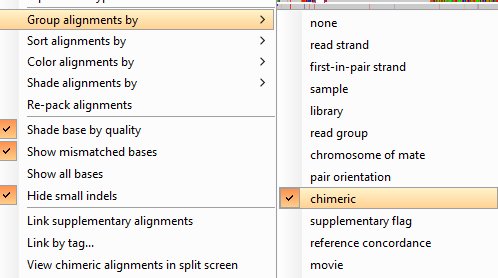 Group alignments by
Sort alignments by
Color alignments by
Shade alignments by
Re-pack alignments
Shade base by quality
Show mismatched bases
Show all bases
Hide small indels
Link supplementary alignments
Link by tag...
View chimeric alignments in split screen
none
read strand
first-in-pair strand
sample
library
read group
chromosome of mate
pair orientation
chimeric
supplementary flag
reference concordance
movie